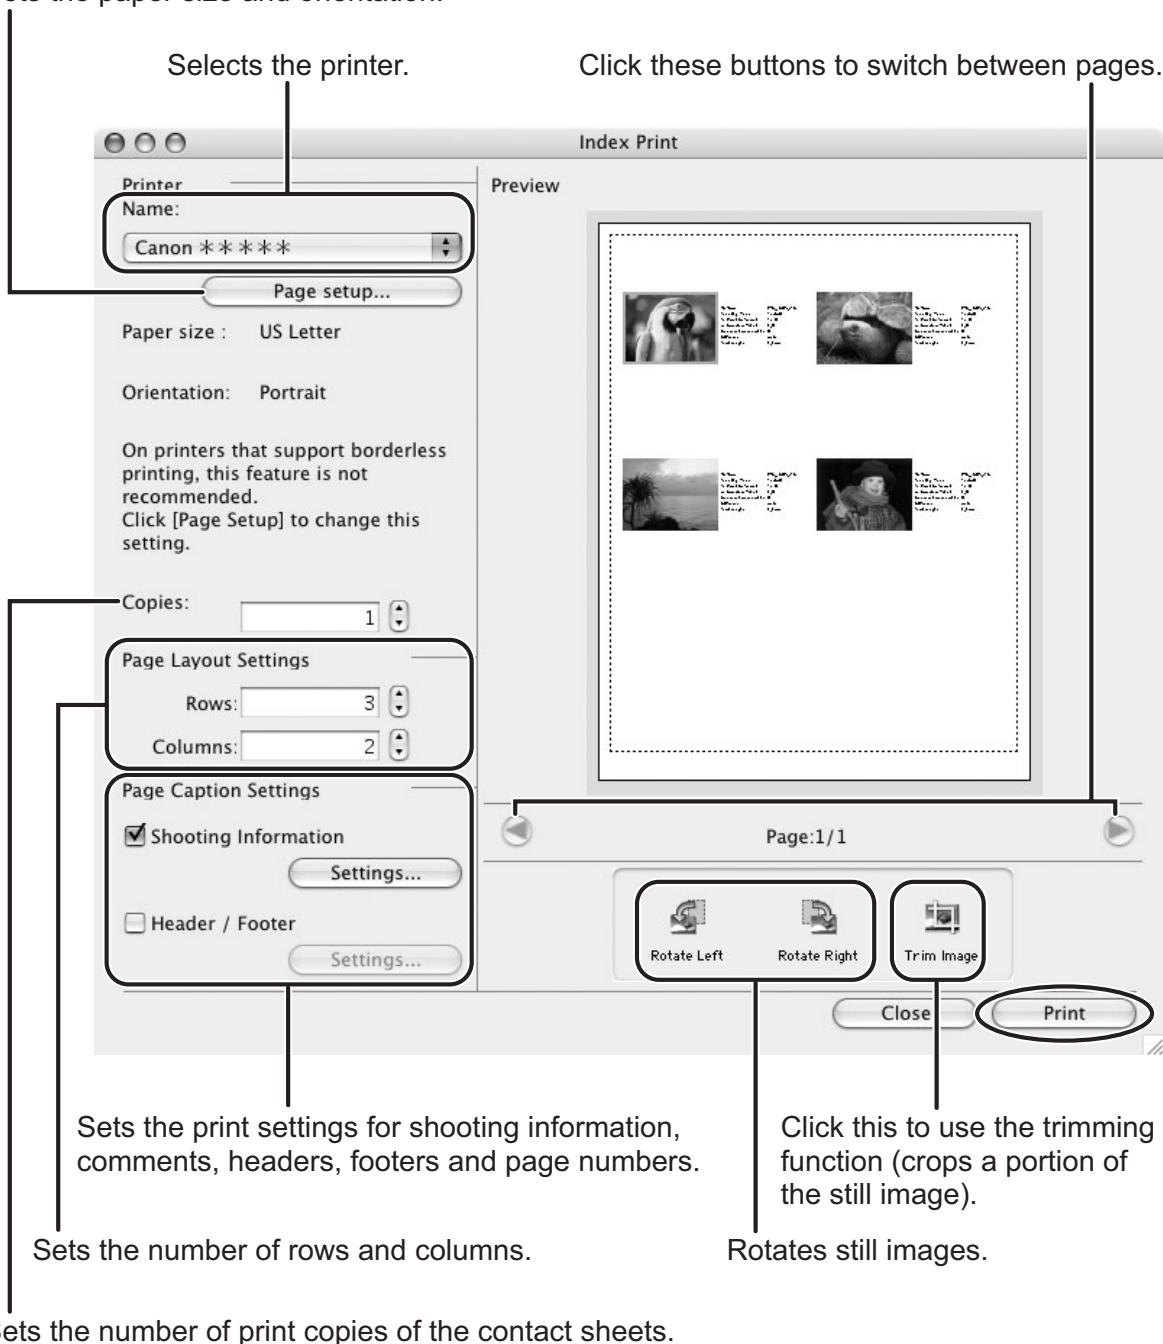 the paper size and orientation.
Selects the printer.
Click these buttons to switch between pages.
Index Print
Printer
Name:
Canon *****
Page setup...
Paper size : US Letter
Orientation: Portrait
On printers that support borderless
printing, this feature is not
recommended.
Click [Page Setup] to change this
setting.
Copies: 1
Page Layout Settings
Rows: 3
Columns: 2
Page Caption Settings
Shooting Information
Settings...
Header / Footer
Settings...
Preview
Page:1/1
Rotate Left
Rotate Right
Trim Image
Close
Print
Sets the print settings for shooting information,
comments, headers, footers and page numbers.
Click this to use the trimming
function (crops a portion of
the still image).
Sets the number of rows and columns.
Rotates still images.
Sets the number of print copies of the contact sheets.